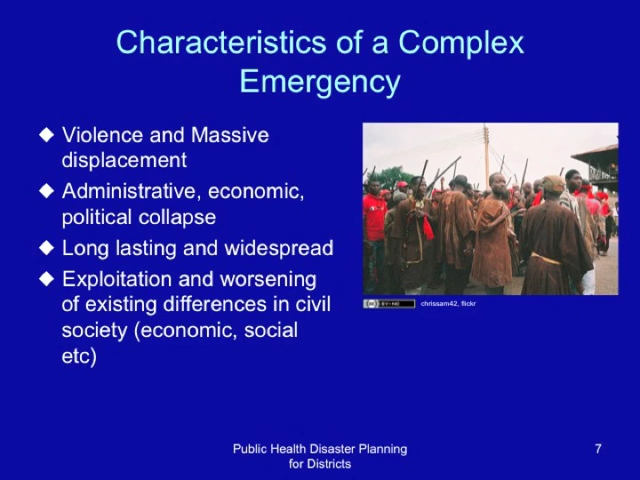 Characteristics of a Complex
Emergency
◆ Violence and Massive
displacement
◆ Administrative, economic,
political collapse
◆ Long lasting and widespread
◆ Exploitation and worsening
of existing differences in civil
society (economic, social
etc)
chrissam42, flickr
Public Health Disaster Planning
for Districts
7